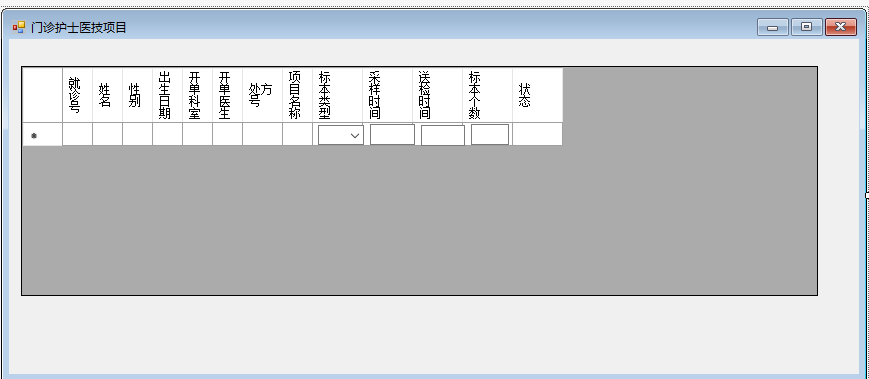 门诊护士医技项目
就诊号
姓名
性别
出生日期
开单科室
开单医生
处方号
项目名称
标本类型
采样时间
送检时间
标本个数
状态